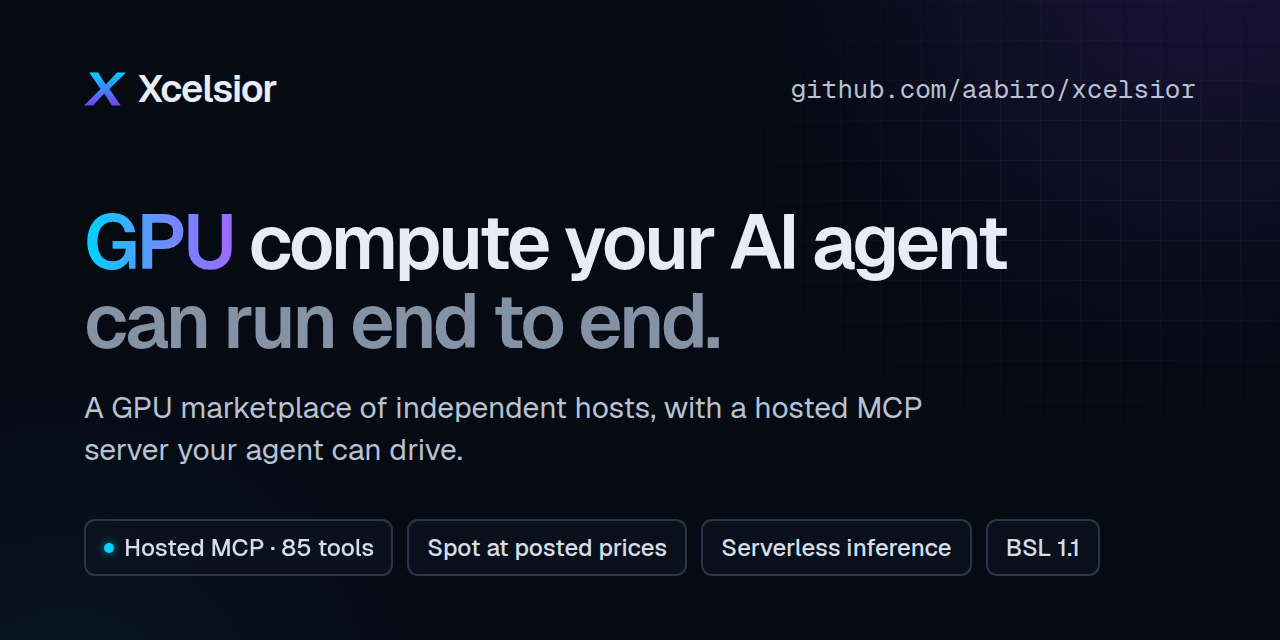 Xcelsior
github.com/aabiro/xcelsior
GPU compute your AI agent
can run end to end.
A GPU marketplace of independent hosts, with a hosted MCP
server your agent can drive.
Hosted MCP · 85 tools
Spot at posted prices
Serverless inference
BSL 1.1